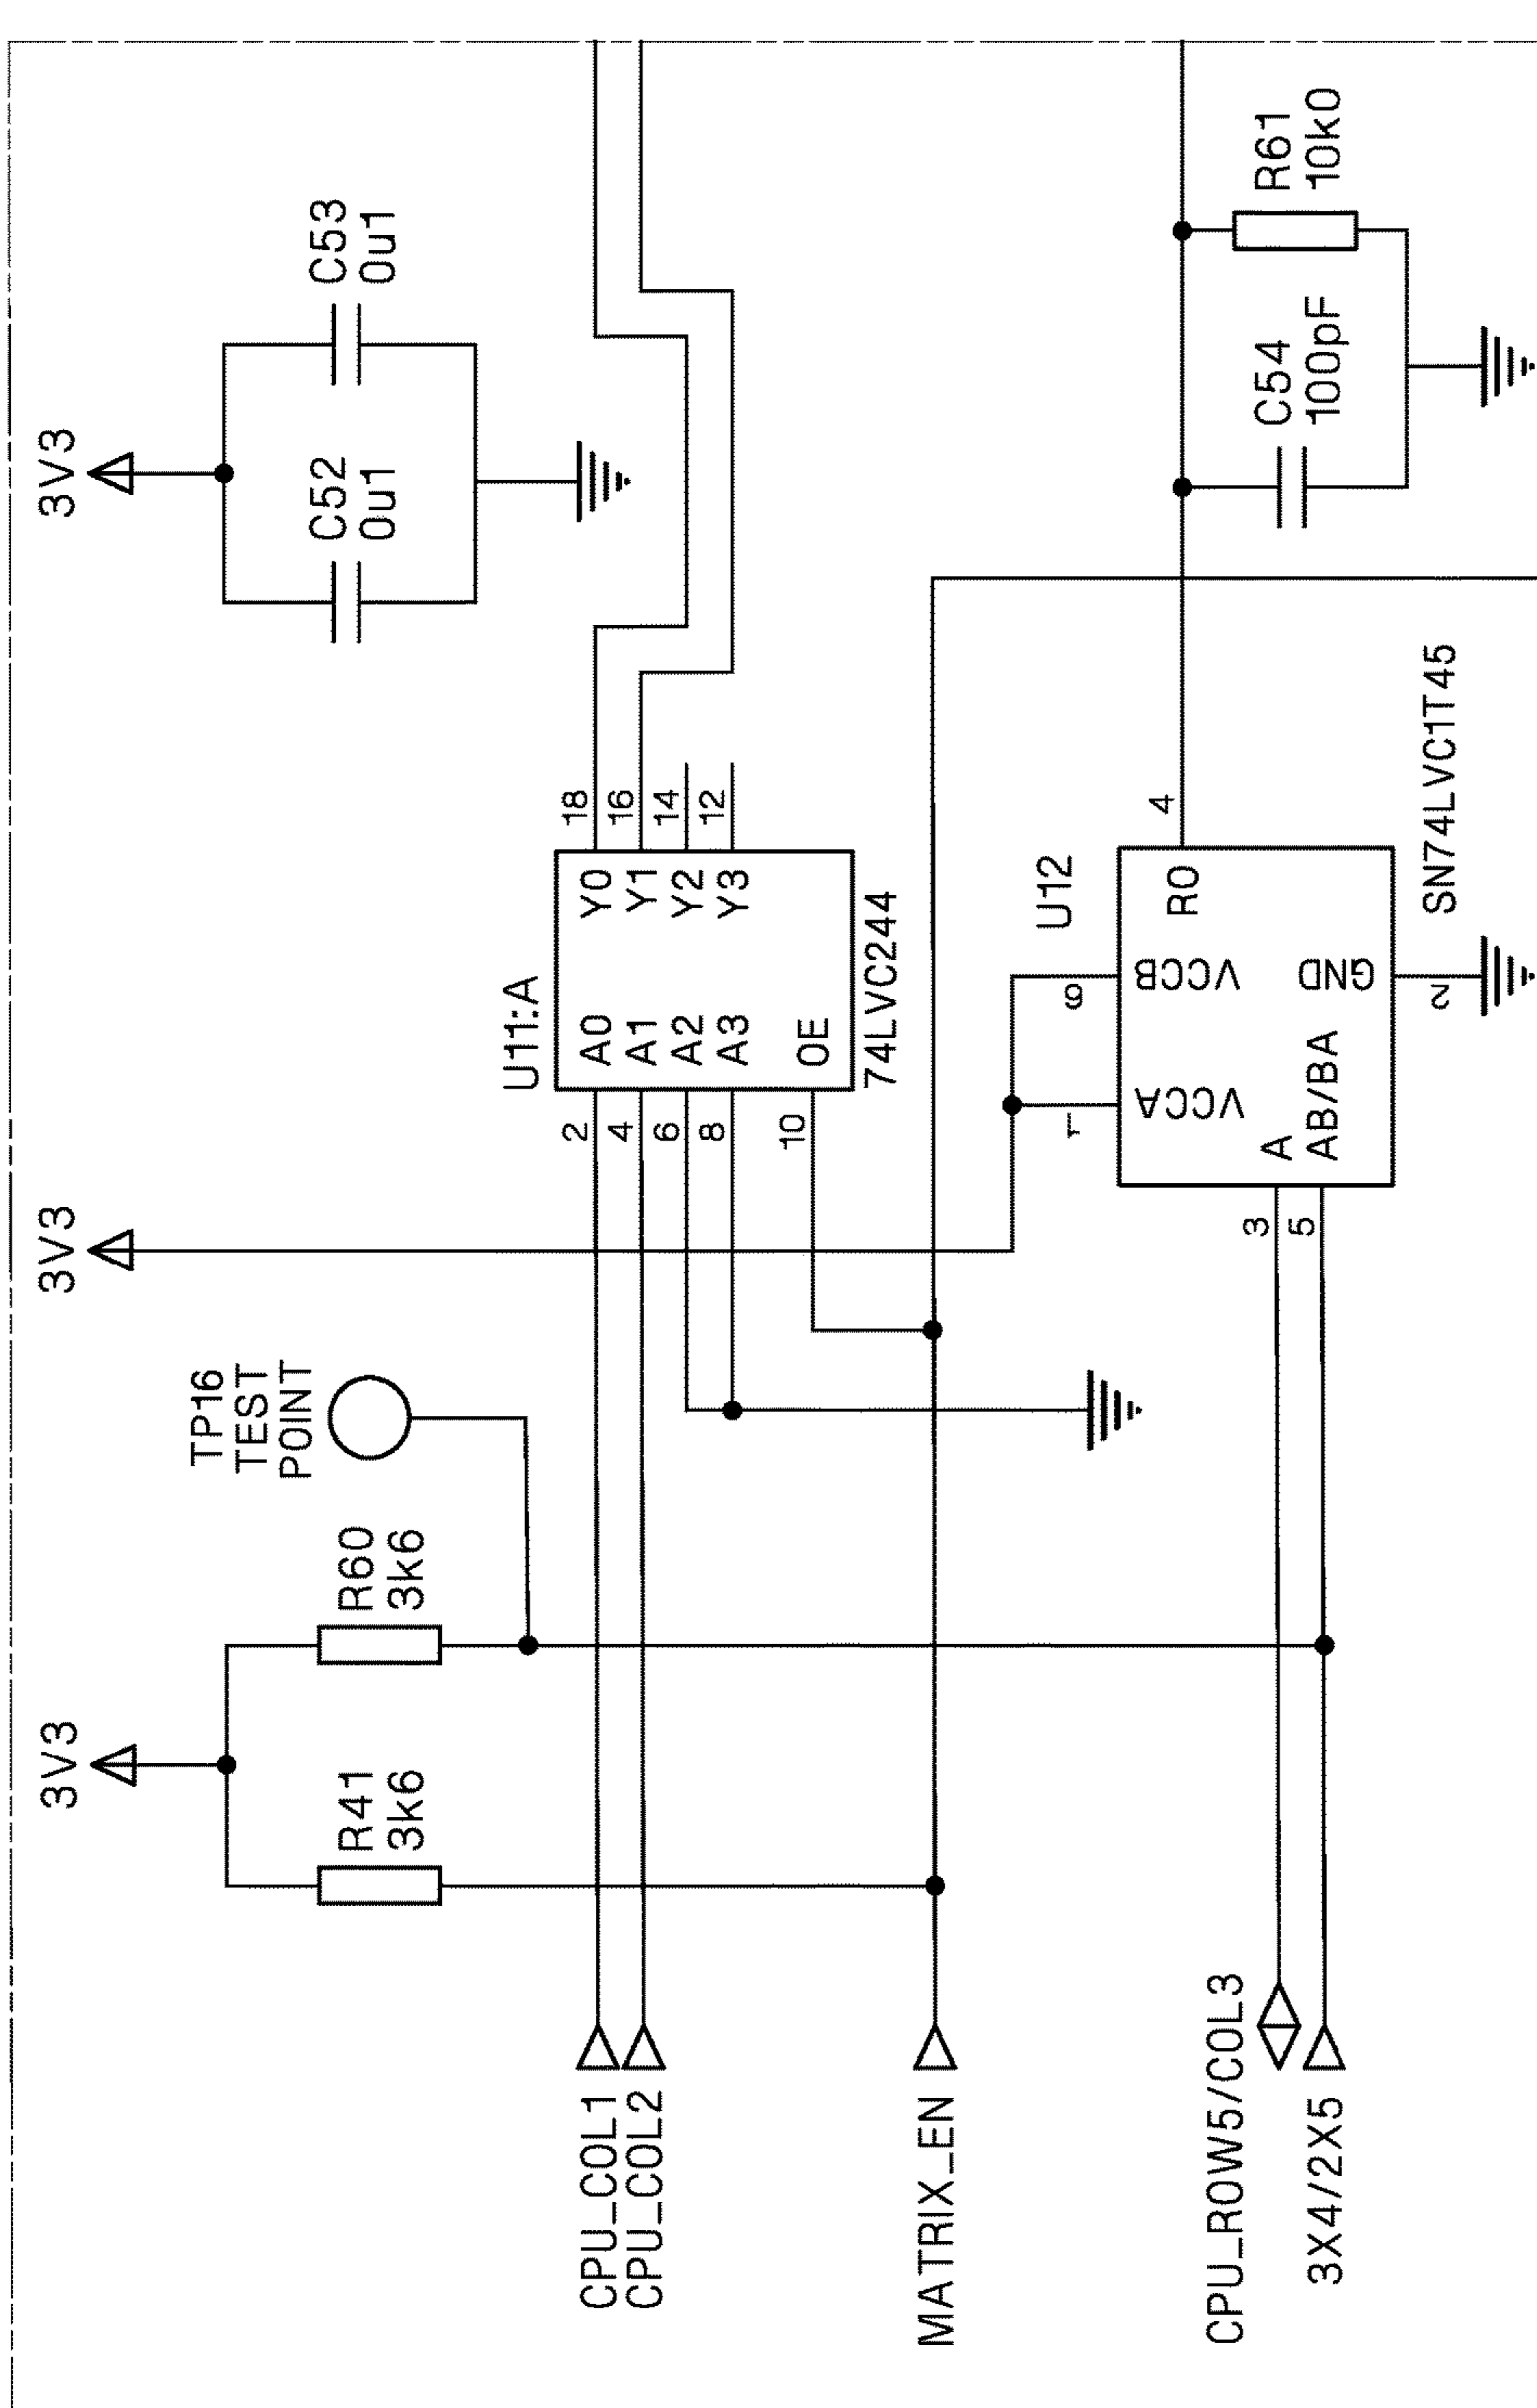 3V3
3V3
3V3
TP16
TEST
POINT
R41
3k6
R60
3k6
C52
0u1
C53
0u1
U11:A
CPU_COL1
2
A0
Y0
18
CPU_COL2
4
A1
Y1
16
6
A2
Y2
14
8
A3
Y3
12
10
OE
74LVC244
MATRIX_EN
U12
1
6
VCCA
VCCB
RO
4
CPU_ROW5/COL3
3
A
3X4/2X5
5
AB/BA
GND
2
SN74LVC1T45
C54
100pF
R61
10k0